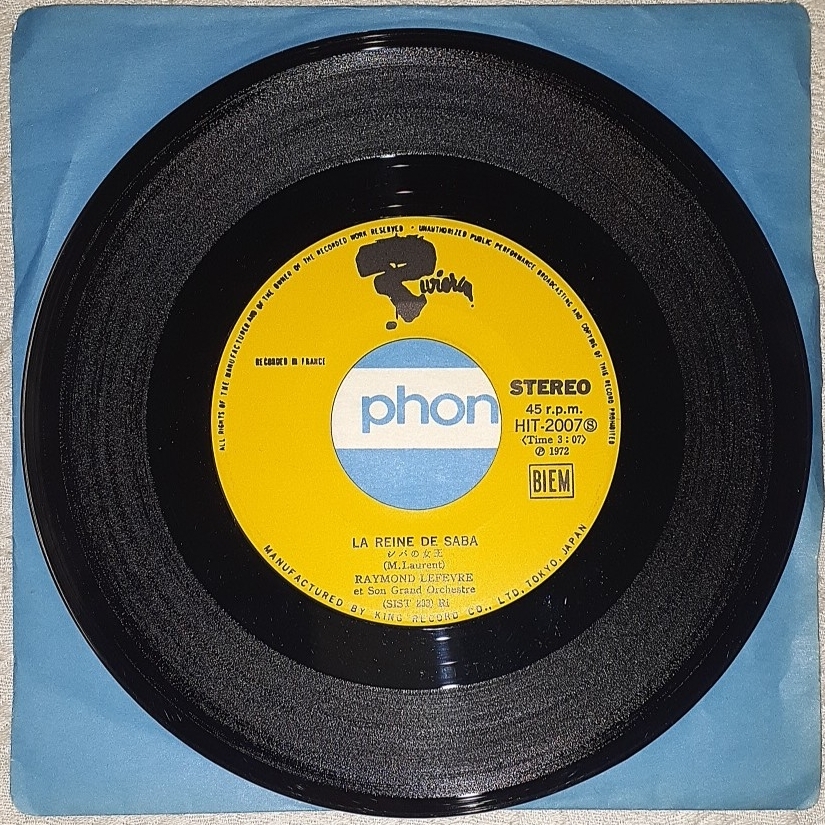 ALL RIGHTS OF THE MANUFACTURER AND OF THE OWNER OF THE RECORDED WORK RESERVED · UNAUTHORIZED PUBLIC PERFORMANCE BROADCASTING AND COPYING OF THIS RECORD PROHIBITED
Riviera
RECORDED IN FRANCE
phon
STEREO
45 r.p.m.
HIT-2007Ⓢ
〈Time 3:07〉
Ⓟ 1972
BIEM
LA REINE DE SABA
シバの女王
(M.Laurent)
RAYMOND LEFEVRE
et Son Grand Orchestre
(SIST 233) RI
MANUFACTURED BY KING RECORD CO., LTD, TOKYO, JAPAN